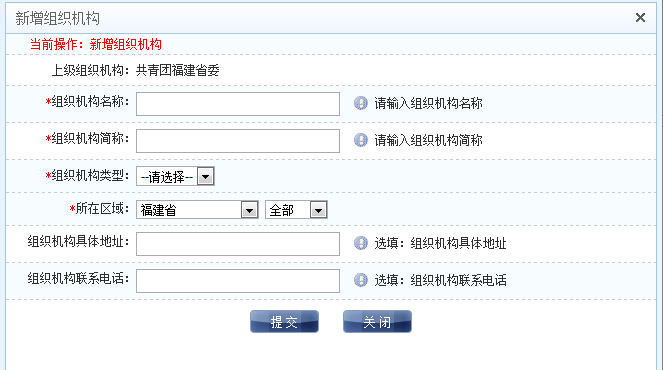 新增组织机构
当前操作：新增组织机构
上级组织机构：共青团福建省委
*组织机构名称： 请输入组织机构名称
*组织机构简称： 请输入组织机构简称
*组织机构类型： --请选择--
*所在区域： 福建省 全部
组织机构具体地址： 选填：组织机构具体地址
组织机构联系电话： 选填：组织机构联系电话
提交 关闭